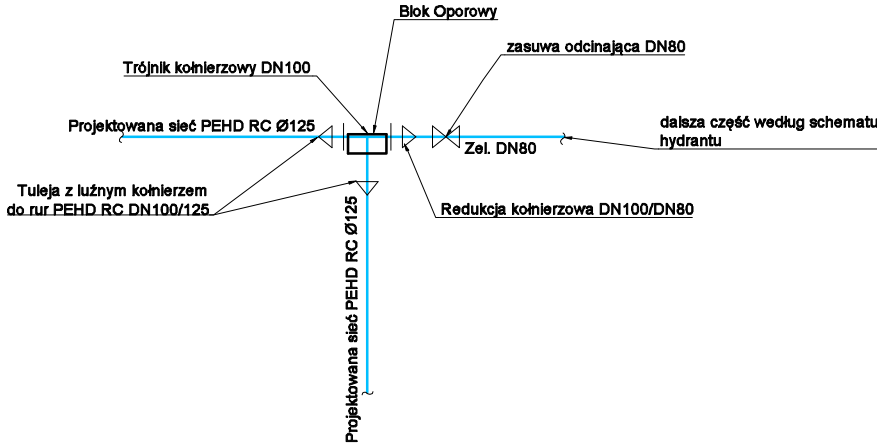 Blok Oporowy
zasuwa odcinająca DN80
Trójnik kołnierzowy DN100
Projektowana sieć PEHD RC Ø125
dalsza część według schematu
hydrantu
Żel. DN80
Tuleja z luźnym kołnierzem
do rur PEHD RC DN100/125
Redukcja kołnierzowa DN100/DN80
Projektowana sieć PEHD RC Ø125